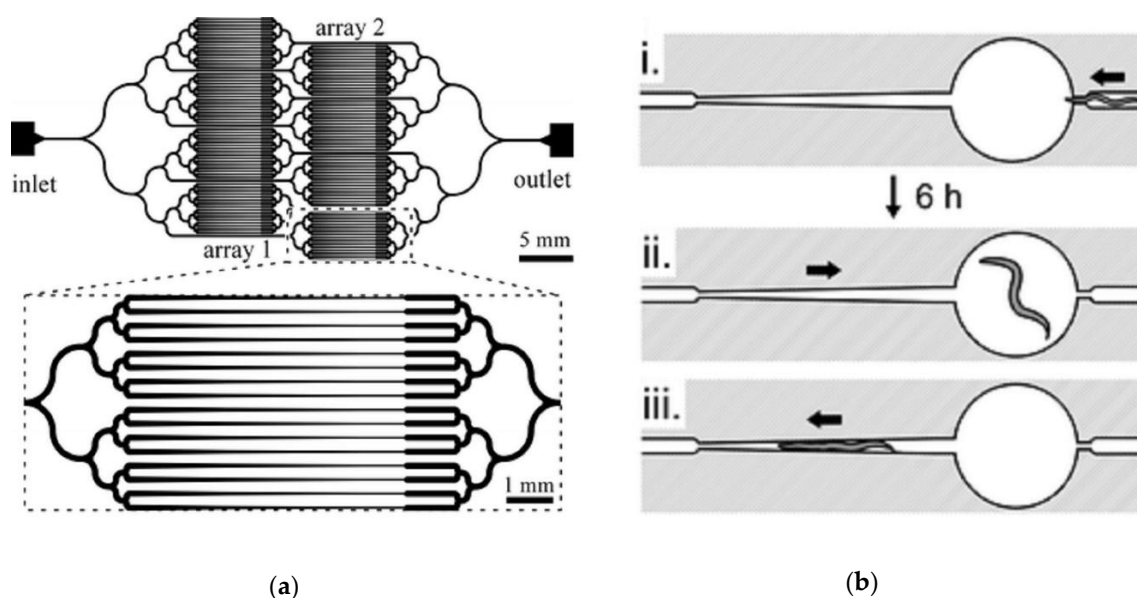 array 2
inlet
outlet
array 1
5 mm
1 mm
(a)
i.
6 h
ii.
iii.
(b)